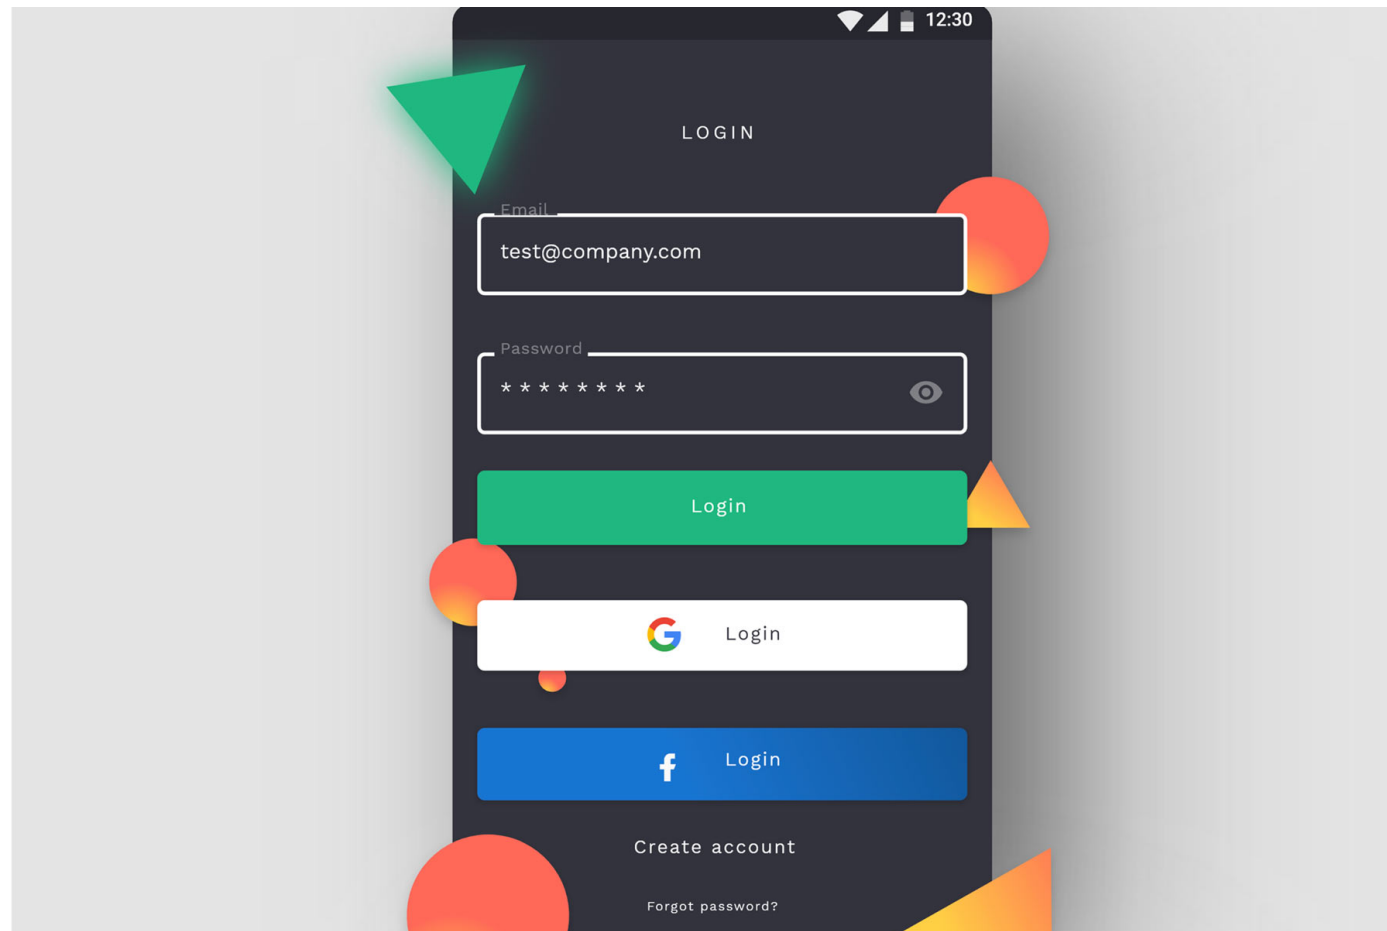 12:30
LOGIN
Email
test@company.com
Password
* * * * * * * *
Login
Login
Login
Create account
Forgot password?